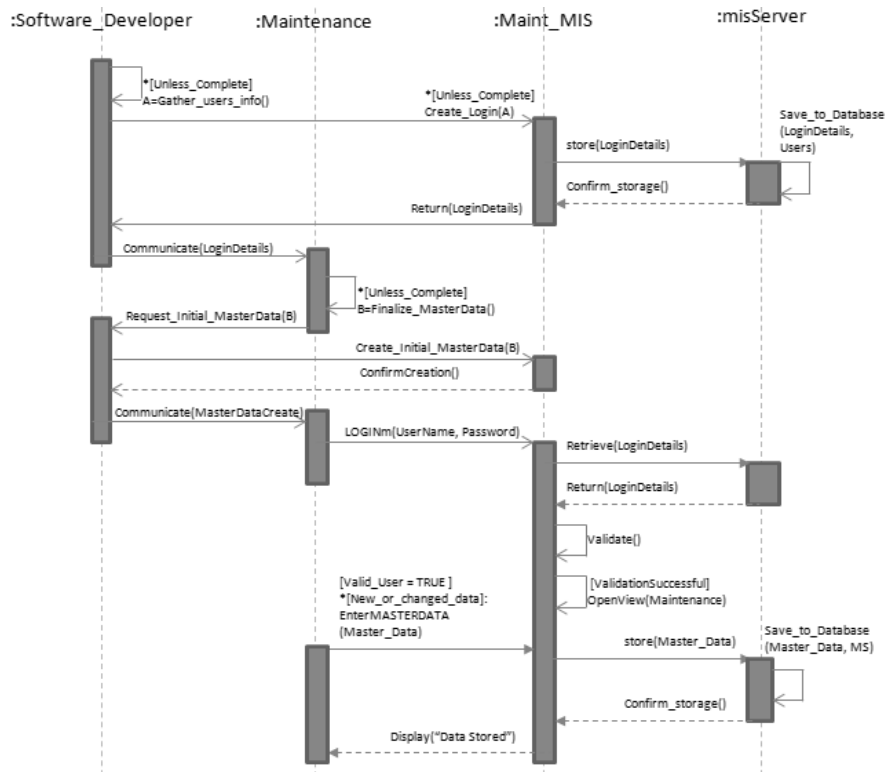 :Software_Developer
:Maintenance
:Maint_MIS
:misServer
*[Unless_Complete]
A=Gather_users_info()
*[Unless_Complete]
Create_Login(A)
Save_to_Database
(LoginDetails,
Users)
store(LoginDetails)
Confirm_storage()
Return(LoginDetails)
Communicate(LoginDetails)
*[Unless_Complete]
B=Finalize_MasterData()
Request_Initial_MasterData(B)
Create_Initial_MasterData(B)
ConfirmCreation()
Communicate(MasterDataCreate)
LOGINm(UserName, Password)
Retrieve(LoginDetails)
Return(LoginDetails)
Validate()
[Valid_User = TRUE ]
*[New_or_changed_data]:
EnterMASTERDATA
(Master_Data)
[ValidationSuccessful]
OpenView(Maintenance)
store(Master_Data)
Save_to_Database
(Master_Data, MS)
Confirm_storage()
Display(“Data Stored”)